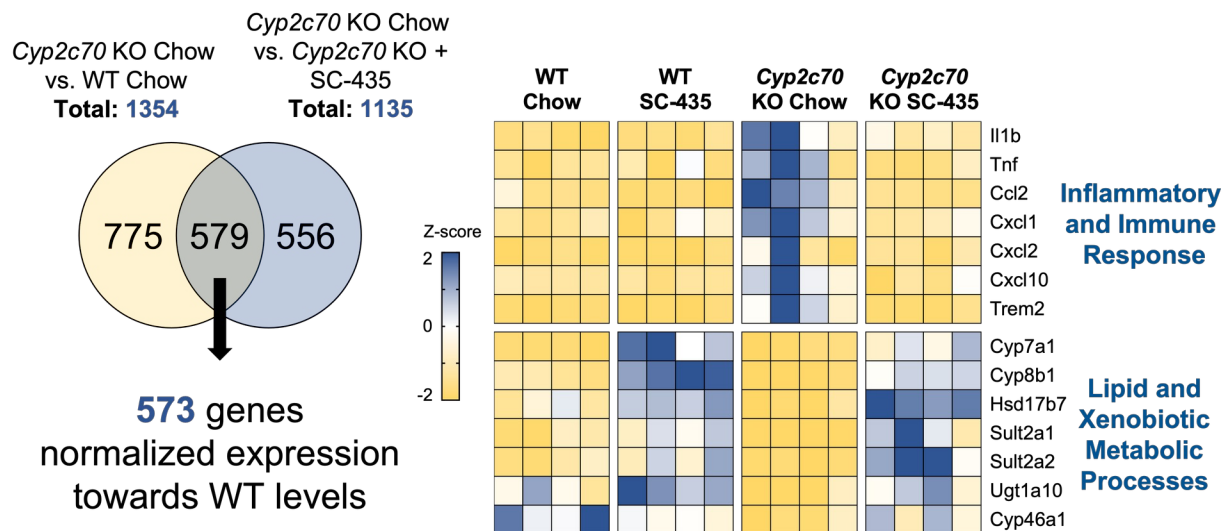 Cyp2c70 KO Chow
vs. WT Chow
Total: 1354
Cyp2c70 KO Chow
vs. Cyp2c70 KO +
SC-435
Total: 1135
775
579
556
573 genes
normalized expression
towards WT levels
Z-score
2
0
-2
WT
Chow
WT
SC-435
Cyp2c70
KO Chow
Cyp2c70
KO SC-435
Il1b
Tnf
Ccl2
Cxcl1
Cxcl2
Cxcl10
Trem2
Inflammatory
and Immune
Response
Cyp7a1
Cyp8b1
Hsd17b7
Sult2a1
Sult2a2
Ugt1a10
Cyp46a1
Lipid and
Xenobiotic
Metabolic
Processes